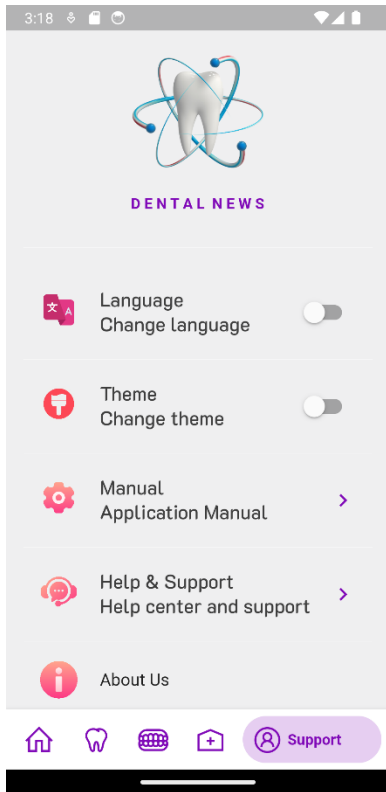 3:18
DENTAL NEWS
文 A
Language
Change language
Theme
Change theme
Manual
Application Manual
Help & Support
Help center and support
i
About Us
Support